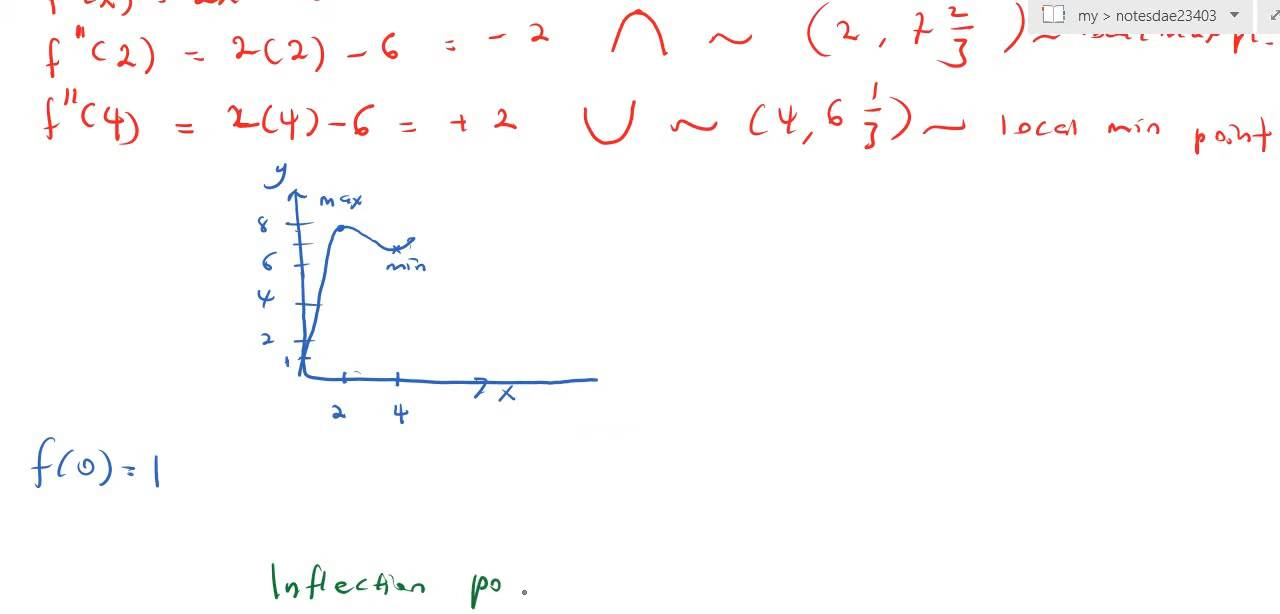 my > notesdae23403
f''(2) = 2(2) - 6 = - 2 ∩ ~ (2, 7 2/3) ~
f''(4) = 2(4) - 6 = + 2 ∪ ~ (4, 6 1/3) ~ local min point
y
max
8
6
min
4
2
1
x
2 4
f(0) = 1
Inflection po